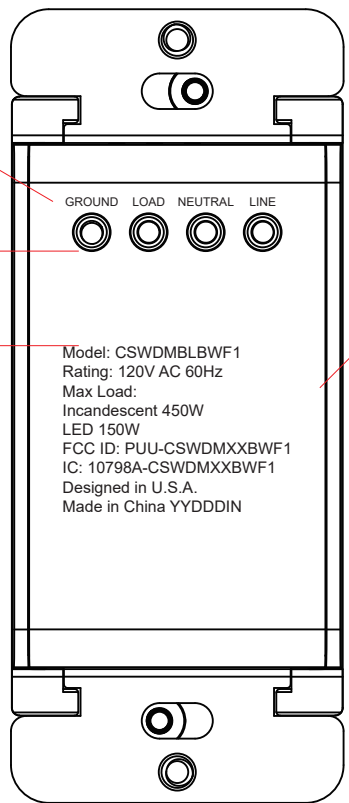 GROUND LOAD NEUTRAL LINE
Model: CSWDMBLBWF1
Rating: 120V AC 60Hz
Max Load:
Incandescent 450W
LED 150W
FCC ID: PUU-CSWDMXXBWF1
IC: 10798A-CSWDMXXBWF1
Designed in U.S.A.
Made in China YYDDDIN